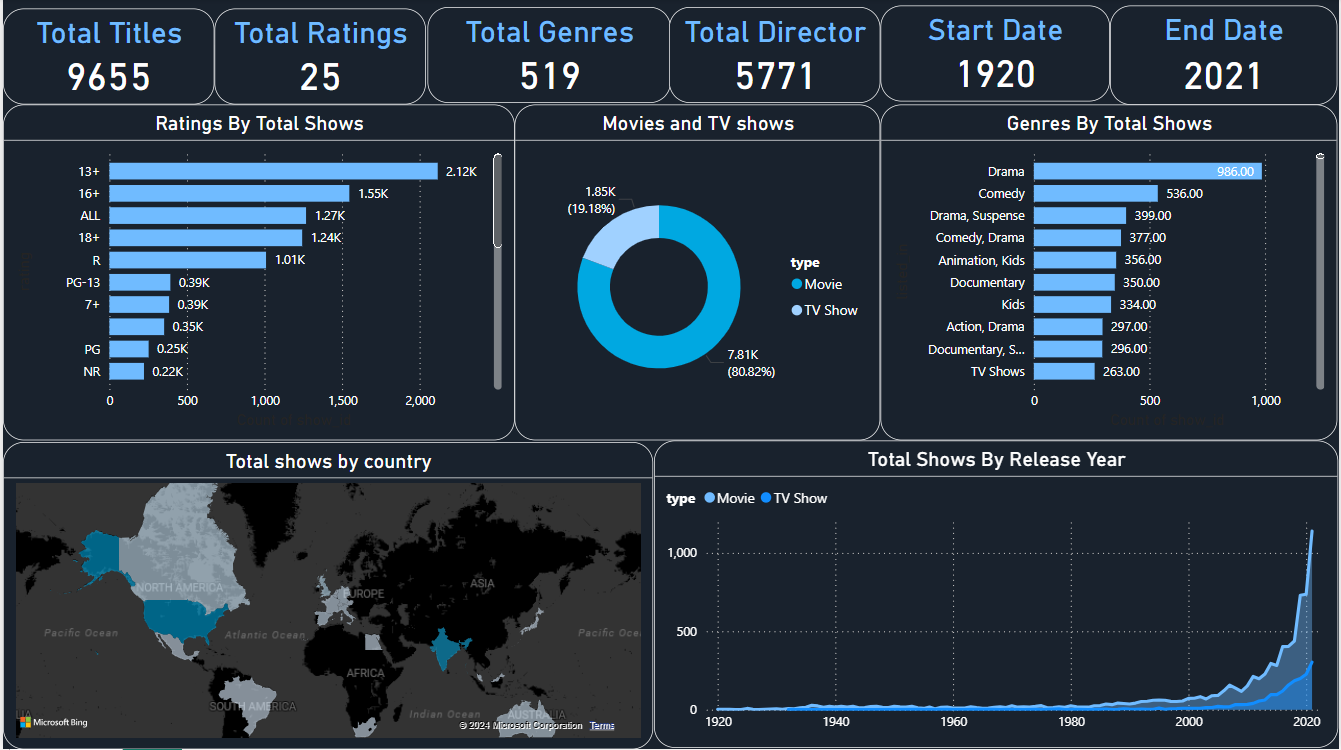 Total Titles
9655
Total Ratings
25
Total Genres
519
Total Director
5771
Start Date
1920
End Date
2021
Ratings By Total Shows
13+
2.12K
16+
1.55K
ALL
1.27K
18+
1.24K
R
1.01K
PG-13
0.39K
7+
0.39K
0.35K
PG
0.25K
NR
0.22K
0
500
1,000
1,500
2,000
Movies and TV shows
1.85K
(19.18%)
7.81K
(80.82%)
type
Movie
TV Show
Genres By Total Shows
Drama
986.00
Comedy
536.00
Drama, Suspense
399.00
Comedy, Drama
377.00
Animation, Kids
356.00
Documentary
350.00
Kids
334.00
Action, Drama
297.00
Documentary, S...
296.00
TV Shows
263.00
0
500
1,000
Total shows by country
NORTH AMERICA
EUROPE
ASIA
Pacific Ocean
Atlantic Ocean
Pacific Oce
AFRICA
SOUTH AMERICA
Indian Ocean
AUSTRALIA
Microsoft Bing
© 2024 Microsoft Corporation
Terms
Total Shows By Release Year
type
Movie
TV Show
1,000
500
0
1920
1940
1960
1980
2000
2020